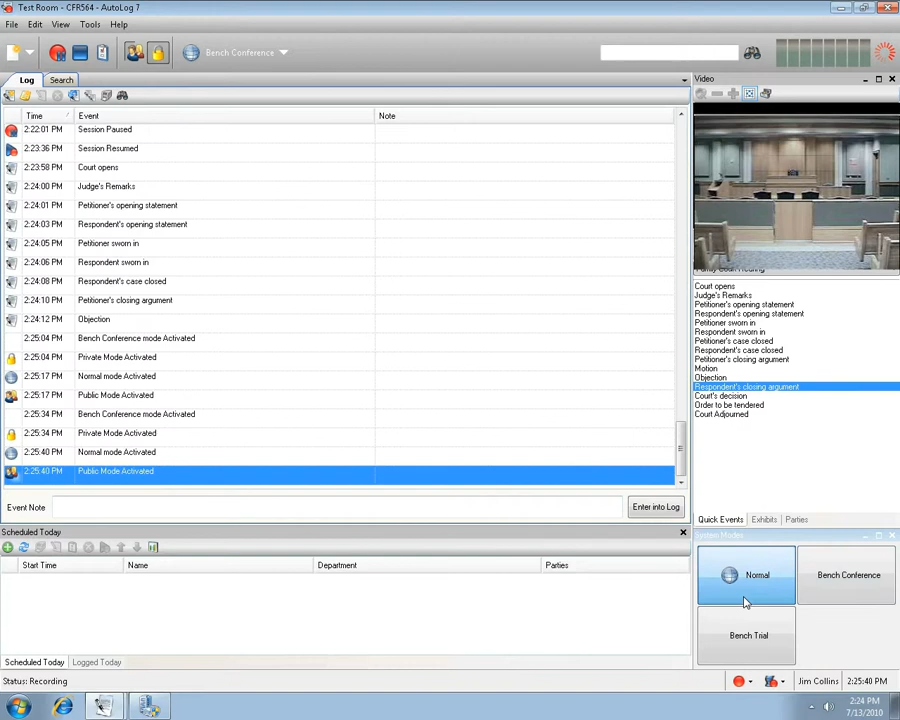 Test Room - CFR564 - AutoLog 7
File Edit View Tools Help
Bench Conference
Log Search
Video
Time Event Note
2:22:01 PM Session Paused
2:23:36 PM Session Resumed
2:23:58 PM Court opens
2:24:00 PM Judge's Remarks
2:24:01 PM Petitioner's opening statement
2:24:03 PM Respondent's opening statement
2:24:05 PM Petitioner sworn in
2:24:06 PM Respondent sworn in
2:24:08 PM Respondent's case closed
2:24:10 PM Petitioner's closing argument
2:24:12 PM Objection
2:25:04 PM Bench Conference mode Activated
2:25:04 PM Private Mode Activated
2:25:17 PM Normal mode Activated
2:25:17 PM Public Mode Activated
2:25:34 PM Bench Conference mode Activated
2:25:34 PM Private Mode Activated
2:25:40 PM Normal mode Activated
2:25:40 PM Public Mode Activated
Event Note Enter into Log
Family Court Hearing
Court opens
Judge's Remarks
Petitioner's opening statement
Respondent's opening statement
Petitioner sworn in
Respondent sworn in
Petitioner's case closed
Respondent's case closed
Petitioner's closing argument
Motion
Objection
Respondent's closing argument
Court's decision
Order to be tendered
Court Adjourned
Quick Events Exhibits Parties
Scheduled Today
Start Time Name Department Parties
Scheduled Today Logged Today
System Modes
Normal Bench Conference
Bench Trial
Status: Recording
Jim Collins 2:25:40 PM
2:24 PM
7/13/2010